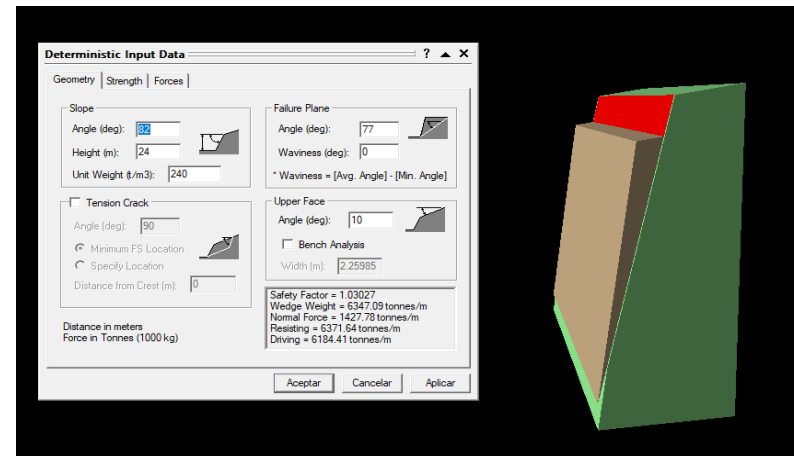 Deterministic Input Data ? ▲ X
Geometry Strength Forces
Slope
Angle (deg): 82
Height (m): 24
Unit Weight (t/m3): 240
Failure Plane
Angle (deg): 77
Waviness (deg): 0
* Waviness = [Avg. Angle] - [Min. Angle]
Tension Crack
Angle (deg): 90
Minimum FS Location
Specify Location
Distance from Crest (m): 0
Upper Face
Angle (deg): 10
Bench Analysis
Width (m): 2.25985
Distance in meters
Force in Tonnes (1000 kg)
Safety Factor = 1.03027
Wedge Weight = 6347.09 tonnes/m
Normal Force = 1427.78 tonnes/m
Resisting = 6371.64 tonnes/m
Driving = 6184.41 tonnes/m
Aceptar Cancelar Aplicar